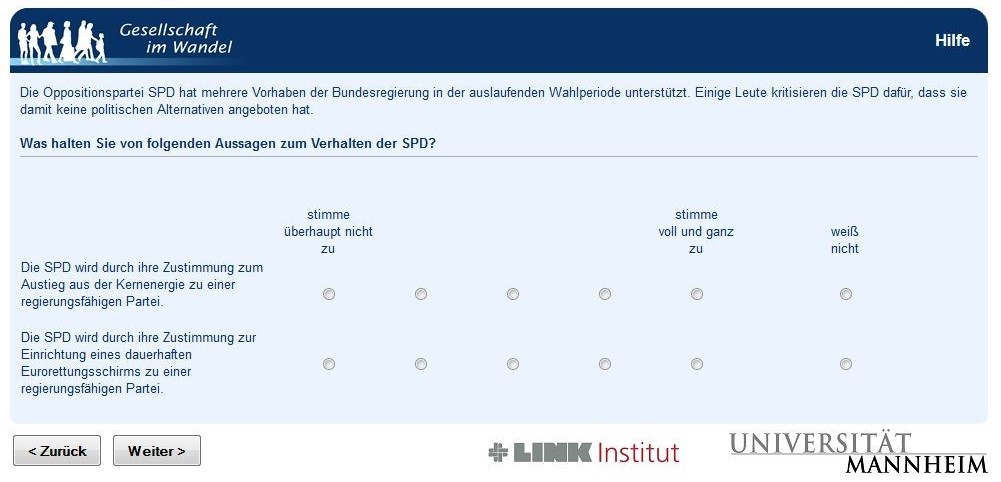 Gesellschaft
im Wandel
Hilfe
Die Oppositionspartei SPD hat mehrere Vorhaben der Bundesregierung in der auslaufenden Wahlperiode unterstützt. Einige Leute kritisieren die SPD dafür, dass sie
damit keine politischen Alternativen angeboten hat.
Was halten Sie von folgenden Aussagen zum Verhalten der SPD?
stimme
überhaupt nicht
zu
stimme
voll und ganz
zu
weiß
nicht
Die SPD wird durch ihre Zustimmung zum
Austieg aus der Kernenergie zu einer
regierungsfähigen Partei.
Die SPD wird durch ihre Zustimmung zur
Einrichtung eines dauerhaften
Eurorettungsschirms zu einer
regierungsfähigen Partei.
< Zurück
Weiter >
LINK Institut
UNIVERSITÄT
MANNHEIM